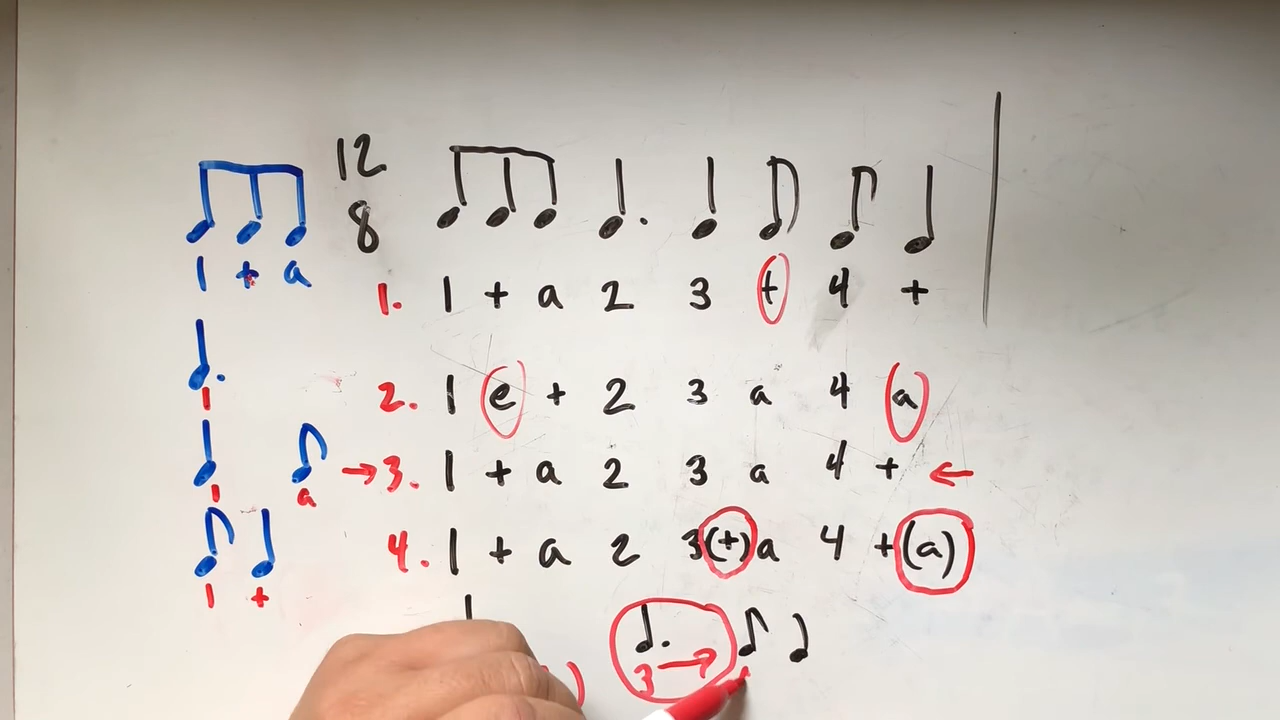 12
8
1 + a
1. 1 + a 2 3 + 4 +
1
2. 1 e + 2 3 a 4 a
1 a →3. 1 + a 2 3 a 4 + ←
4. 1 + a 2 3(+)a 4 +(a)
1 +
3 →